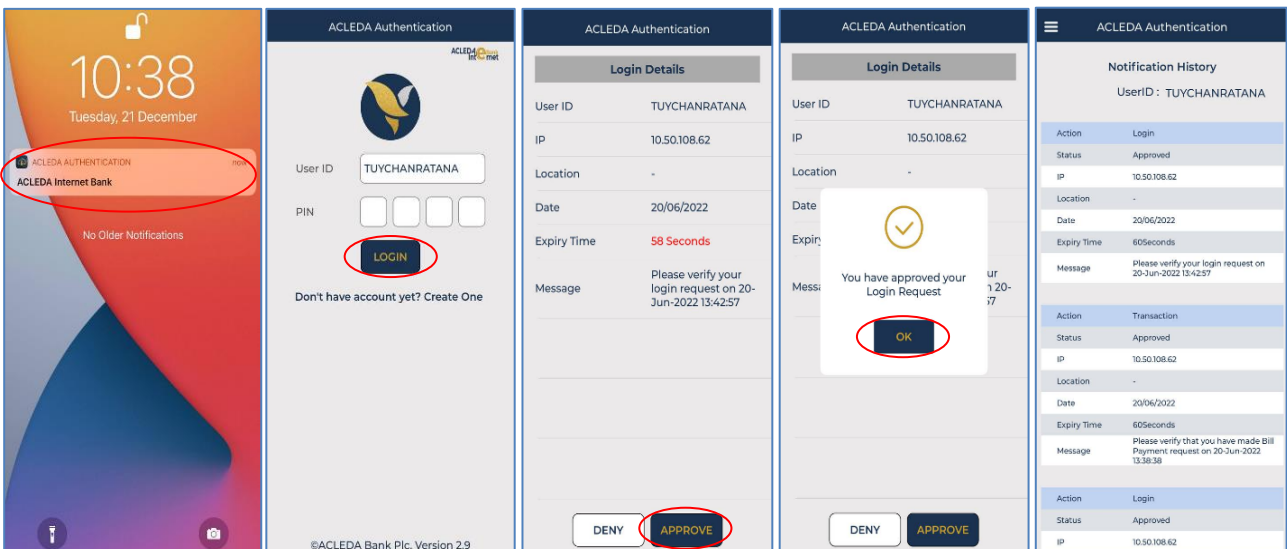 10:38
Tuesday, 21 December
ACLEDA AUTHENTICATION
now
ACLEDA Internet Bank
No Older Notifications
ACLEDA Authentication
User ID
TUYCHANRATANA
PIN
LOGIN
Don't have account yet? Create One
©ACLEDA Bank Plc. Version 2.9
ACLEDA Authentication
Login Details
User ID
TUYCHANRATANA
IP
10.50.108.62
Location
-
Date
20/06/2022
Expiry Time
58 Seconds
Message
Please verify your
login request on 20-
Jun-2022 13:42:57
DENY
APPROVE
ACLEDA Authentication
Login Details
User ID
TUYCHANRATANA
IP
10.50.108.62
Location
-
Date
Expiry
Messa
ur
n 20-
57
You have approved your
Login Request
OK
DENY
APPROVE
ACLEDA Authentication
Notification History
UserID : TUYCHANRATANA
Action
Login
Status
Approved
IP
10.50.108.62
Location
-
Date
20/06/2022
Expiry Time
60Seconds
Message
Please verify your login request on
20-Jun-2022 13:42:57
Action
Transaction
Status
Approved
IP
10.50.108.62
Location
-
Date
20/06/2022
Expiry Time
60Seconds
Message
Please verify that you have made Bill
Payment request on 20-Jun-2022
13:38:38
Action
Login
Status
Approved
IP
10.50.108.62